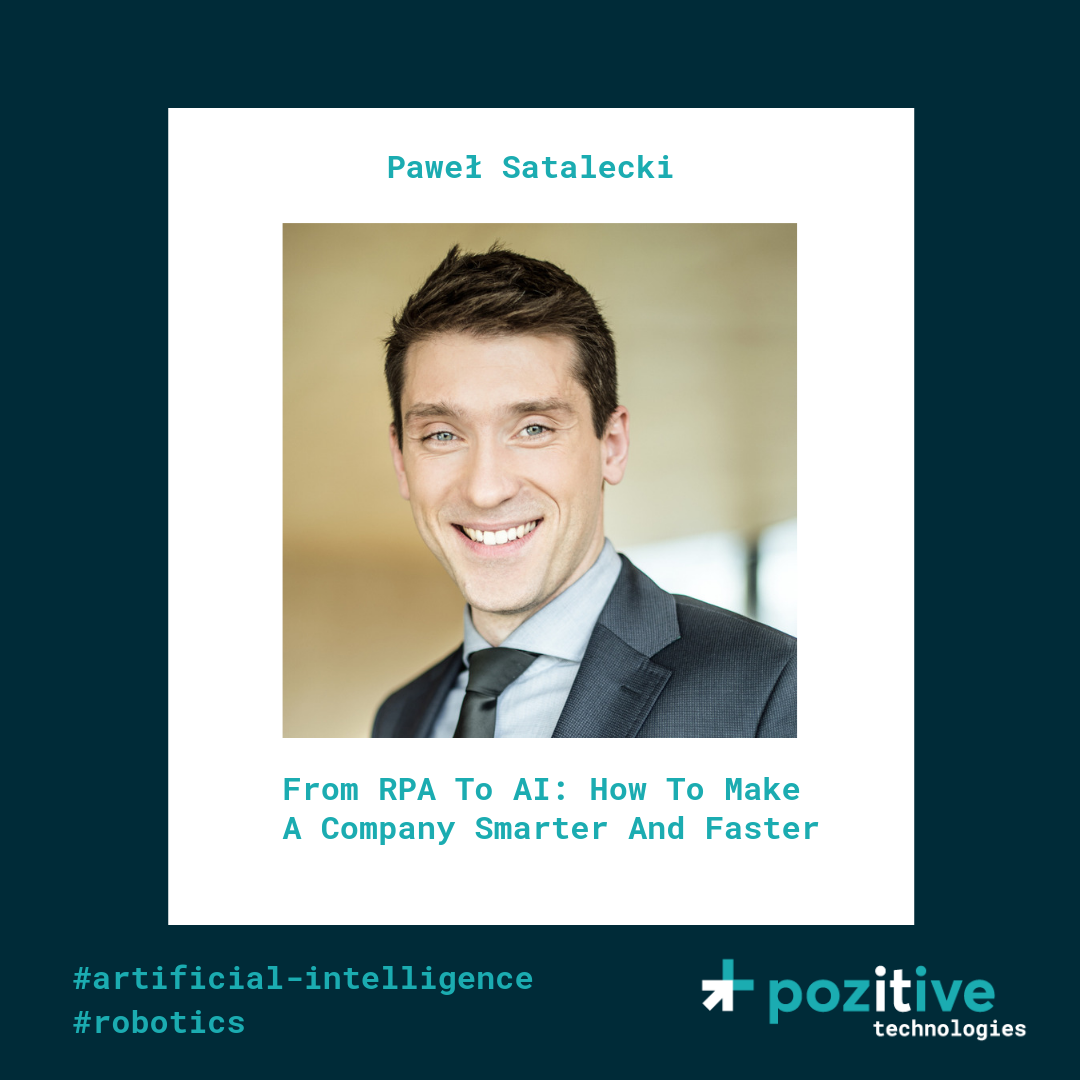 Paweł Satalecki
From RPA To AI: How To Make
A Company Smarter And Faster
#artificial-intelligence
#robotics
pozitive
technologies